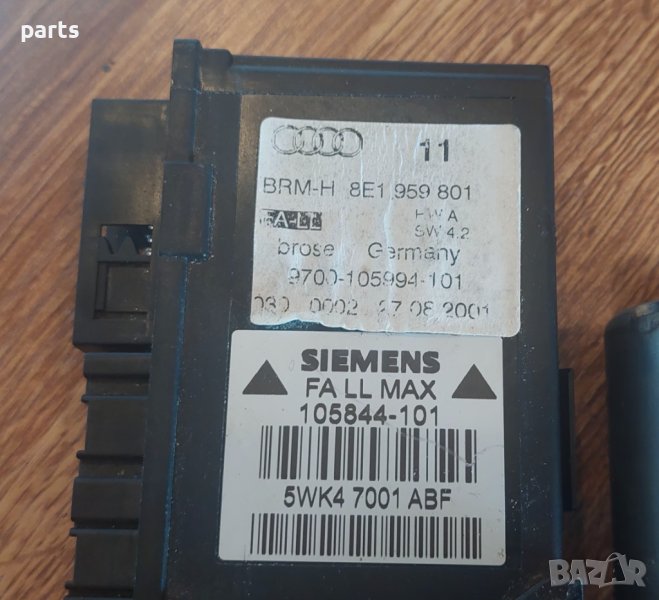 parts
11
BRM-H 8E1 959 801
FA-LL HW A
SW 4.2
brose Germany
9700-105994-101
030 0002 27 08 2001
SIEMENS
FA LL MAX
105844-101
5WK4 7001 ABF
BAZAR